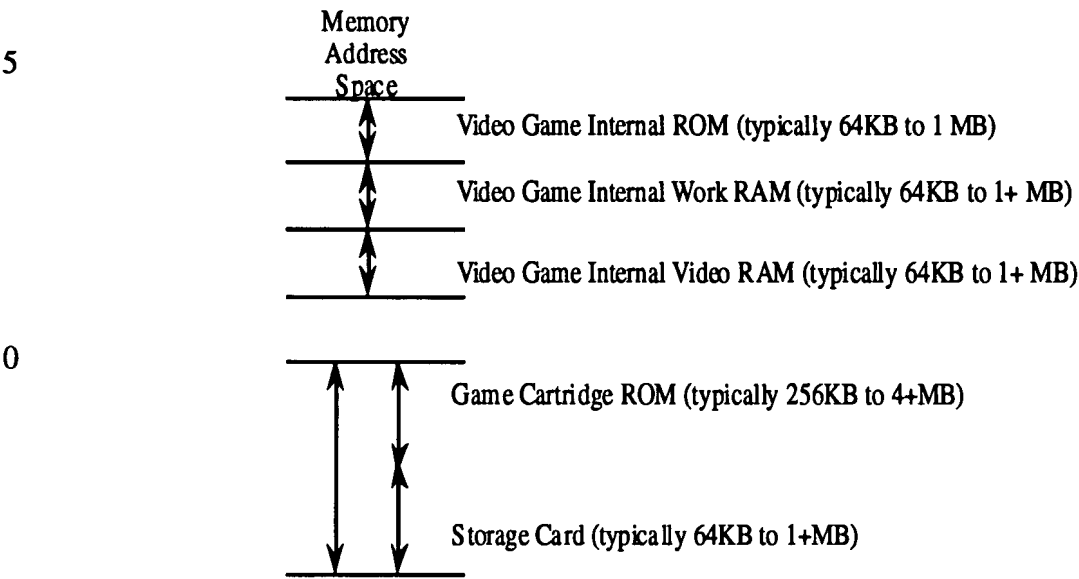 Memory
5
Address
Space
Video Game Internal ROM (typically 64KB to 1 MB)
Video Game Internal Work RAM (typically 64KB to 1+ MB)
Video Game Internal Video RAM (typically 64KB to 1+ MB)
0
Game Cartridge ROM (typically 256KB to 4+MB)
Storage Card (typically 64KB to 1+MB)